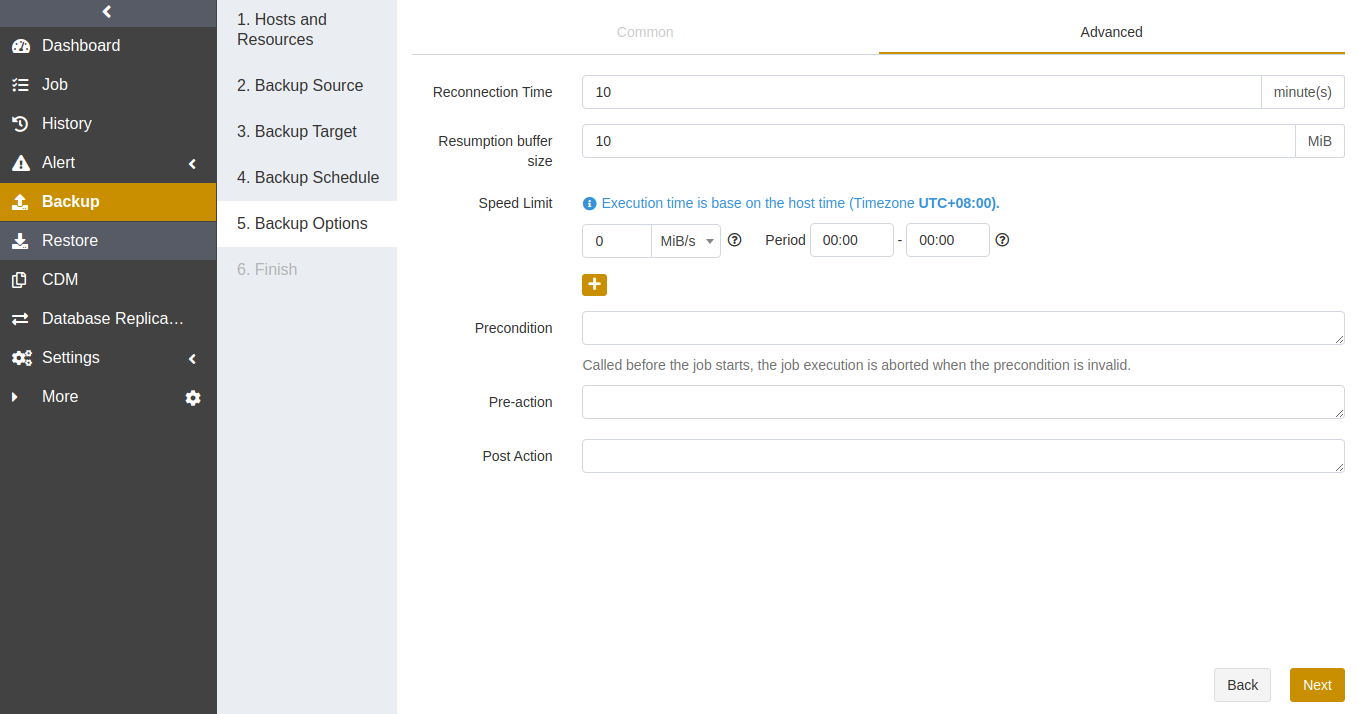 Dashboard
Job
History
Alert
Backup
Restore
CDM
Database Replica…
Settings
More
1. Hosts and
Resources
2. Backup Source
3. Backup Target
4. Backup Schedule
5. Backup Options
6. Finish
Common
Advanced
Reconnection Time
10
minute(s)
Resumption buffer
size
10
MiB
Speed Limit
Execution time is base on the host time (Timezone UTC+08:00).
0
MiB/s
Period
00:00
-
00:00
Precondition
Called before the job starts, the job execution is aborted when the precondition is invalid.
Pre-action
Post Action
Back
Next